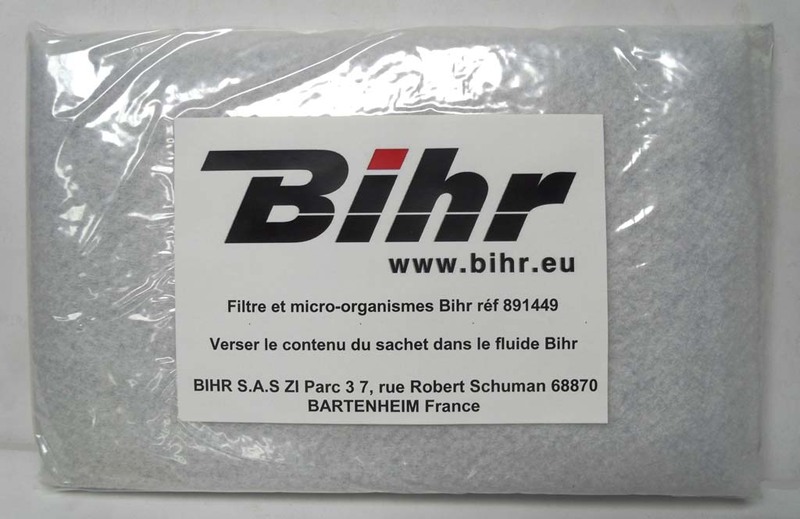 Bihr
www.bihr.eu
Filtre et micro-organismes Bihr réf 891449
Verser le contenu du sachet dans le fluide Bihr
BIHR S.A.S ZI Parc 3 7, rue Robert Schuman 68870
BARTENHEIM France